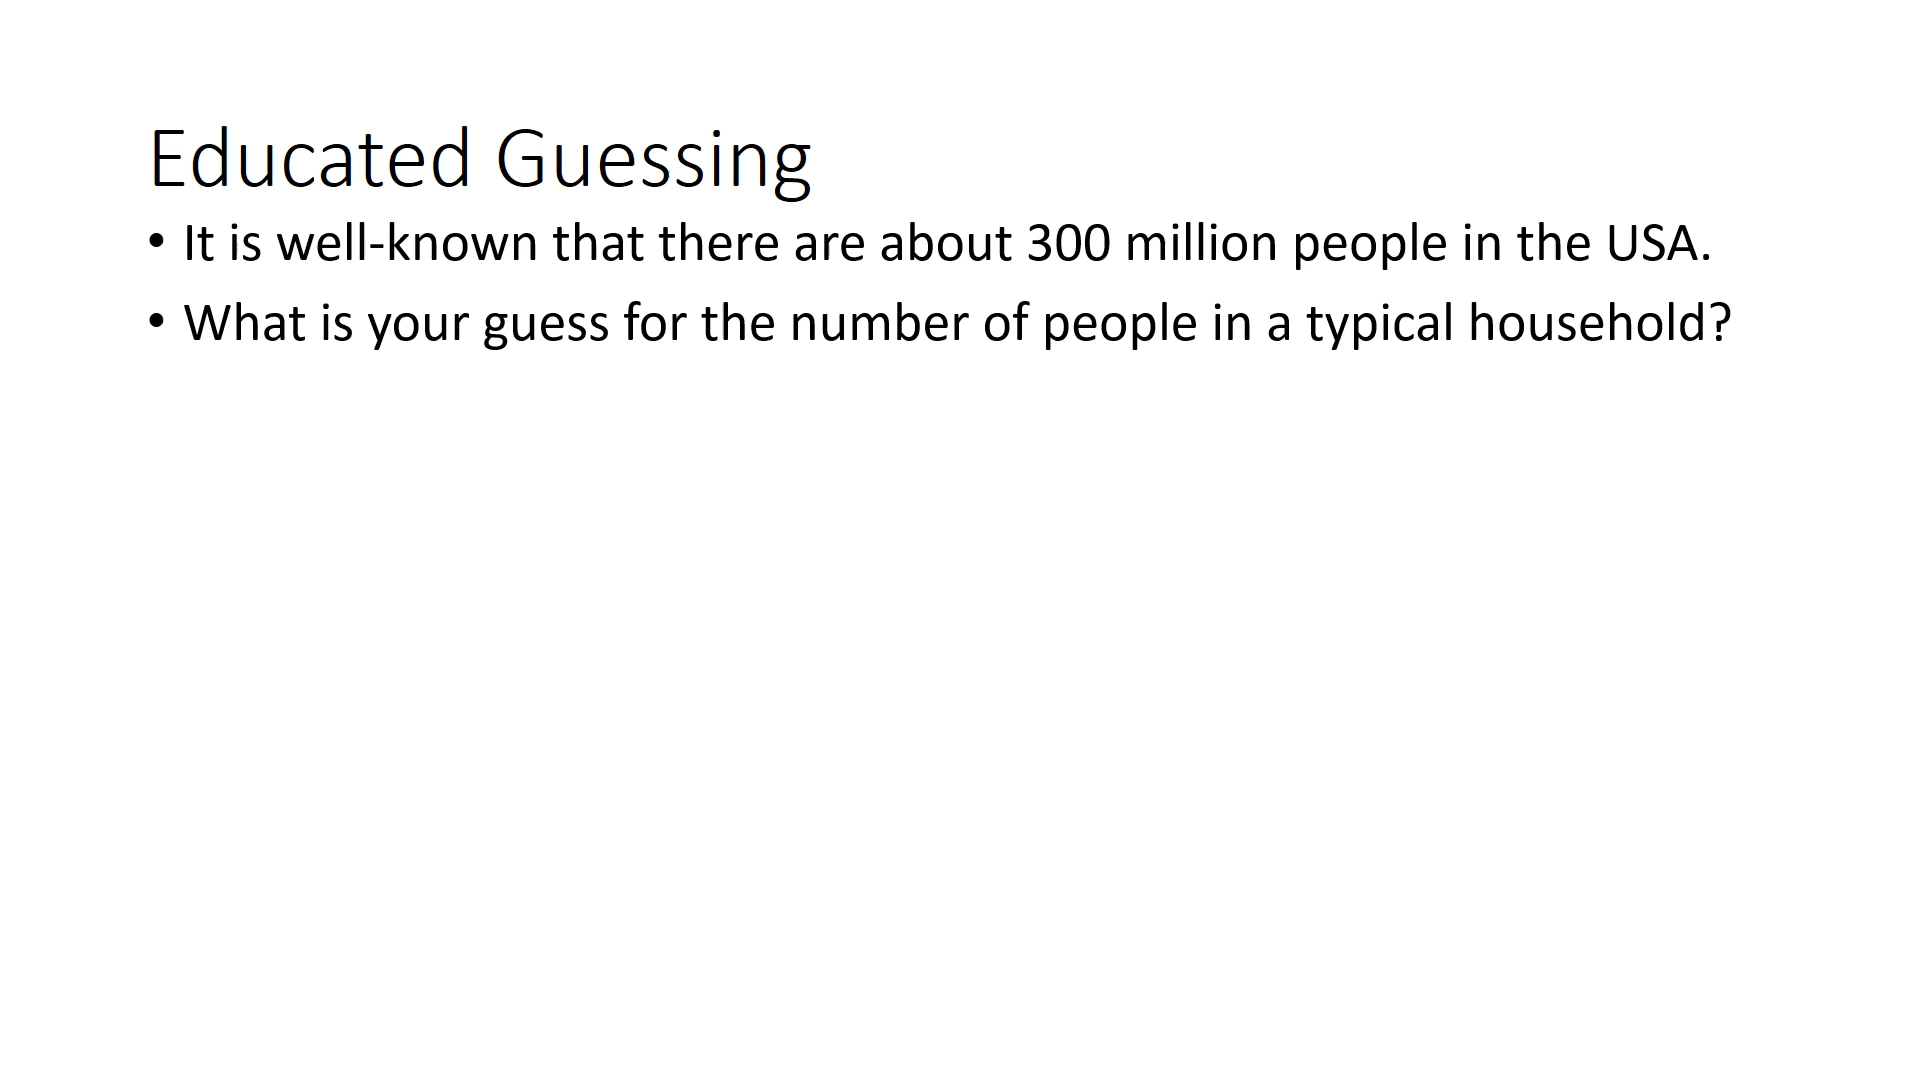 Educated Guessing
• It is well-known that there are about 300 million people in the USA.
• What is your guess for the number of people in a typical household?